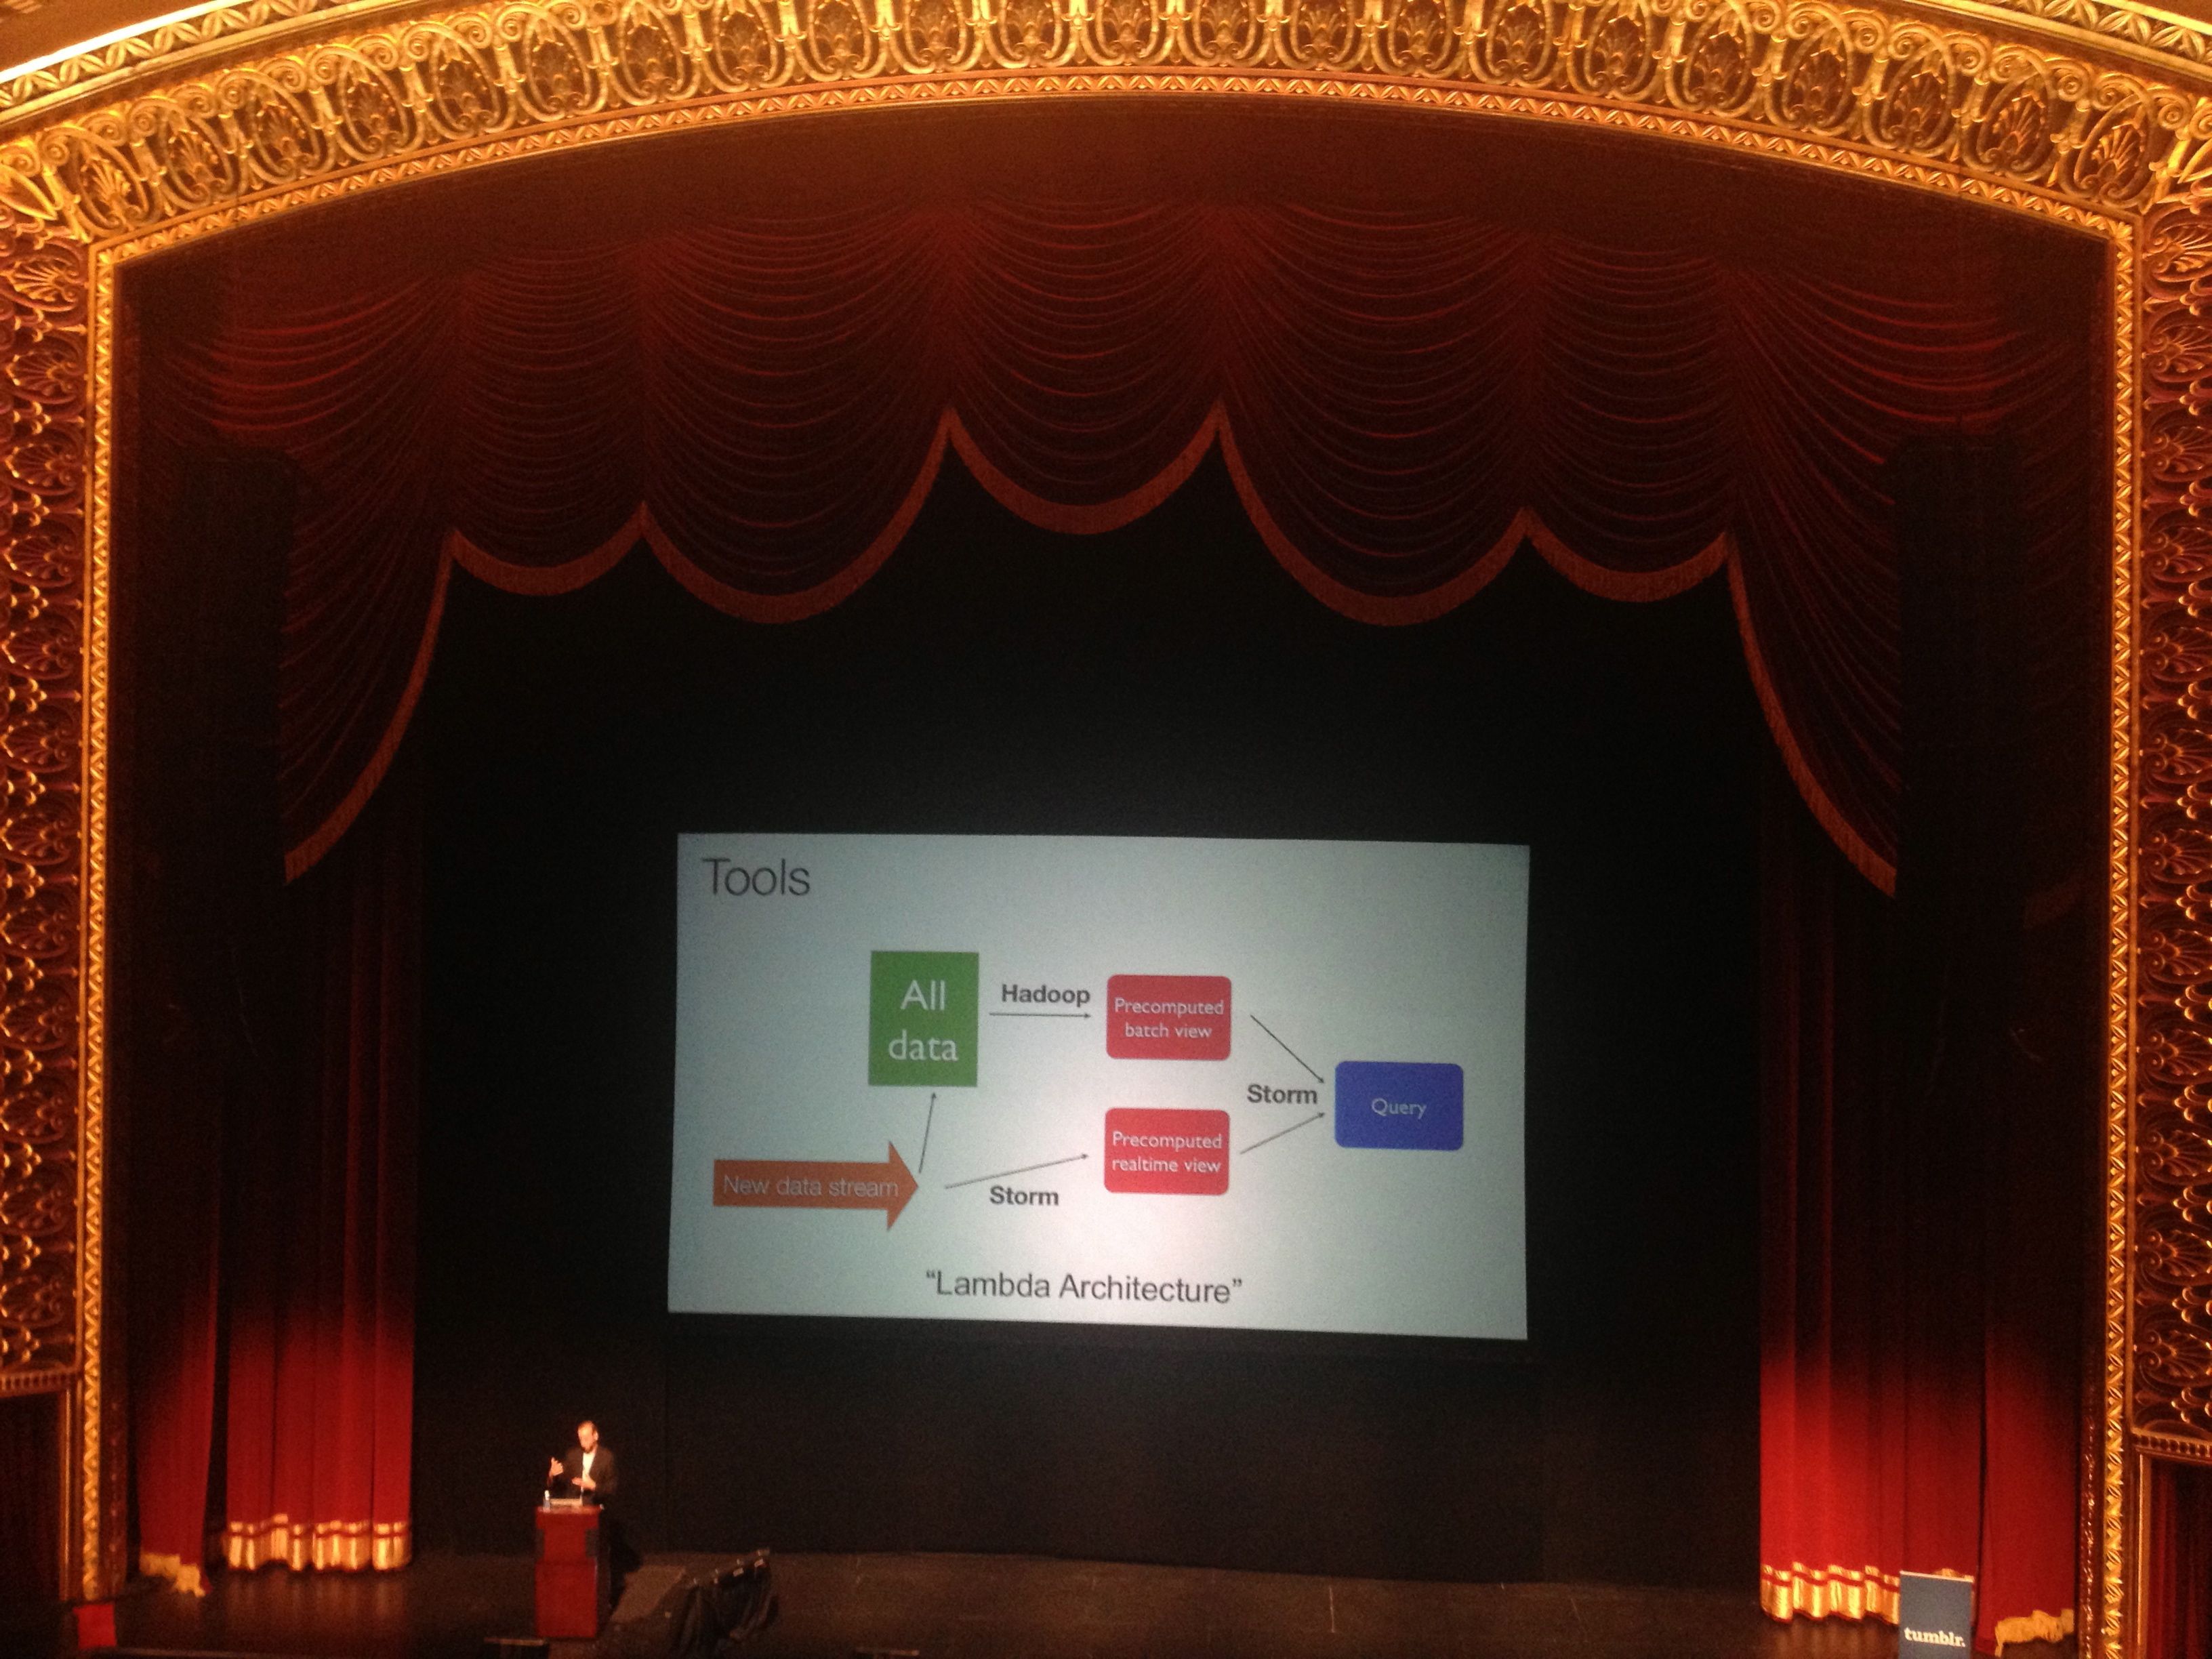 Tools
All
data
Hadoop
Precomputed
batch view
Storm
Query
New data stream
Storm
Precomputed
realtime view
“Lambda Architecture”
tumblr.